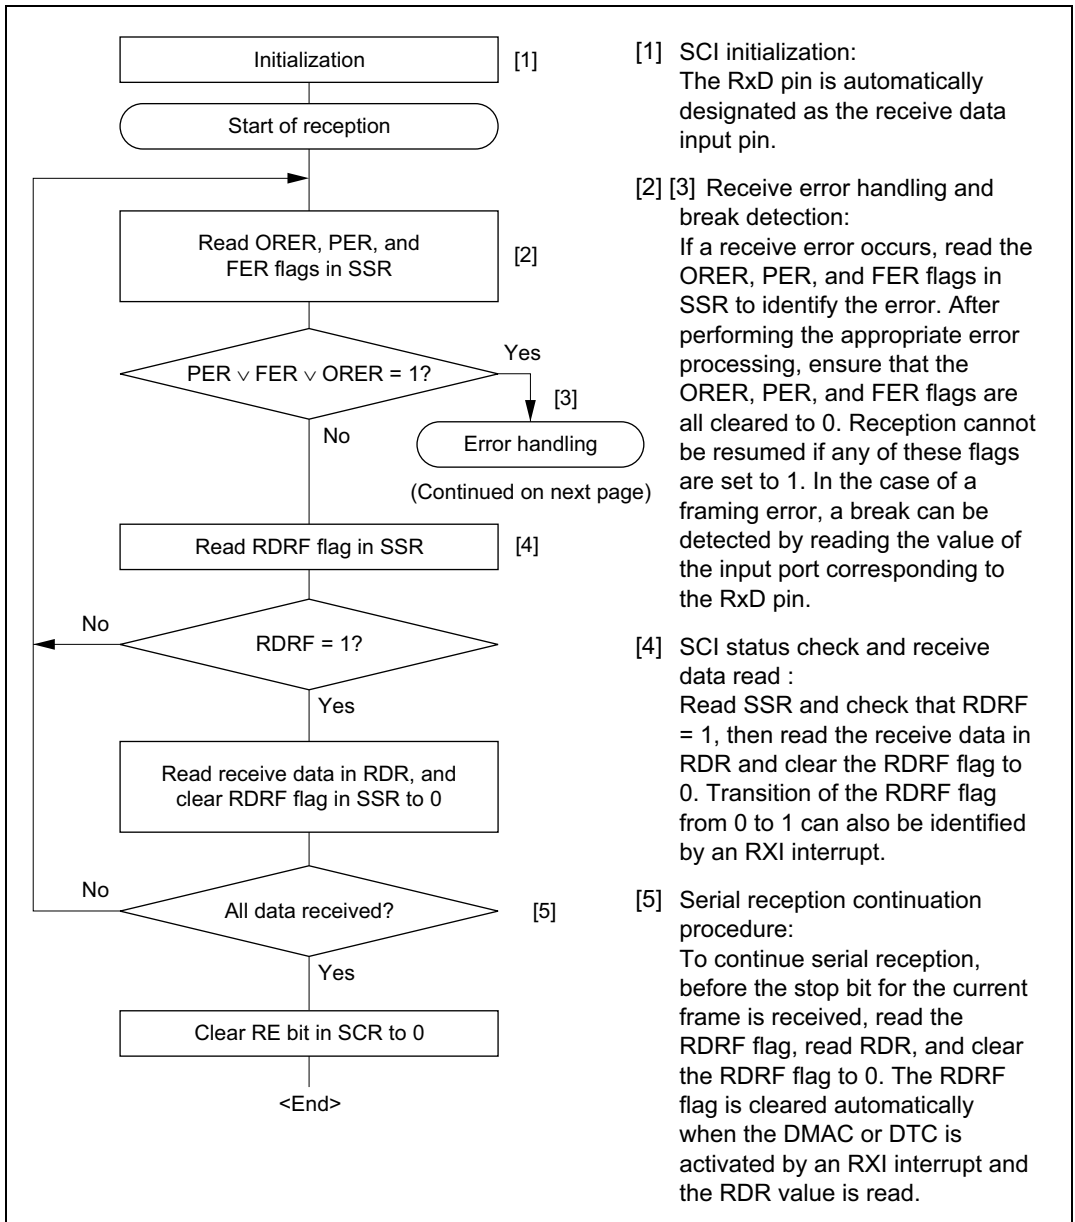 Initialization
[1]
Start of reception
Read ORER, PER, and
FER flags in SSR
[2]
PER ∨ FER ∨ ORER = 1?
Yes
[3]
No
Error handling
(Continued on next page)
Read RDRF flag in SSR
[4]
No
RDRF = 1?
Yes
Read receive data in RDR, and
clear RDRF flag in SSR to 0
No
All data received?
[5]
Yes
Clear RE bit in SCR to 0
<End>
[1] SCI initialization:
The RxD pin is automatically
designated as the receive data
input pin.
[2] [3] Receive error handling and
break detection:
If a receive error occurs, read the
ORER, PER, and FER flags in
SSR to identify the error. After
performing the appropriate error
processing, ensure that the
ORER, PER, and FER flags are
all cleared to 0. Reception cannot
be resumed if any of these flags
are set to 1. In the case of a
framing error, a break can be
detected by reading the value of
the input port corresponding to
the RxD pin.
[4] SCI status check and receive
data read :
Read SSR and check that RDRF
= 1, then read the receive data in
RDR and clear the RDRF flag to
0. Transition of the RDRF flag
from 0 to 1 can also be identified
by an RXI interrupt.
[5] Serial reception continuation
procedure:
To continue serial reception,
before the stop bit for the current
frame is received, read the
RDRF flag, read RDR, and clear
the RDRF flag to 0. The RDRF
flag is cleared automatically
when the DMAC or DTC is
activated by an RXI interrupt and
the RDR value is read.